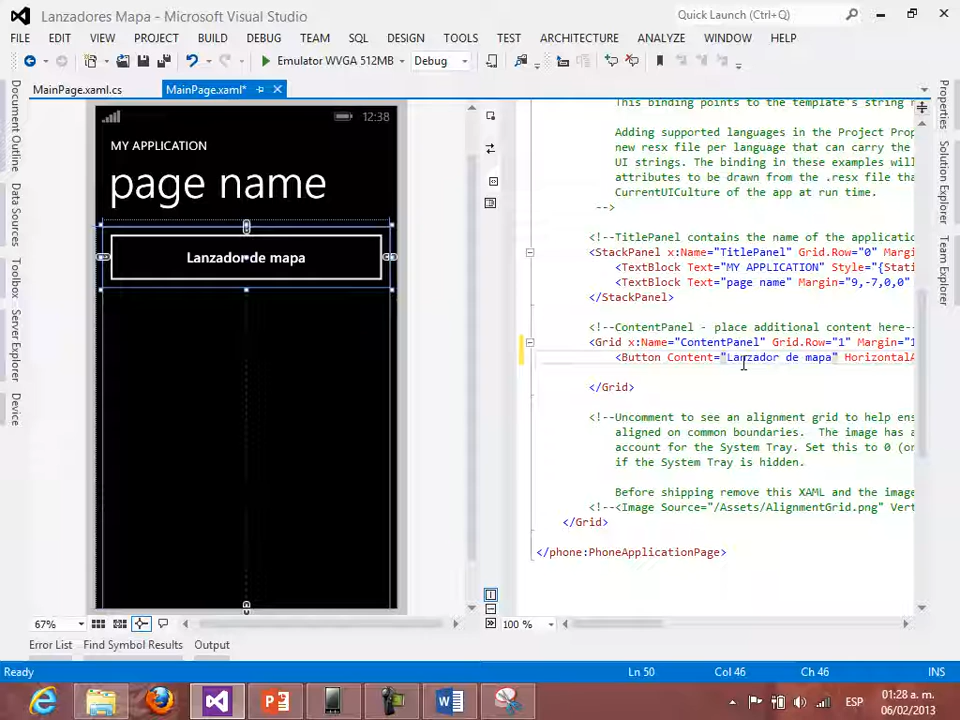 Lanzadores Mapa - Microsoft Visual Studio
Quick Launch (Ctrl+Q)
FILE EDIT VIEW PROJECT BUILD DEBUG TEAM SQL DESIGN TOOLS TEST ARCHITECTURE ANALYZE WINDOW HELP
Emulator WVGA 512MB Debug
Document Outline
Data Sources
Toolbox
Server Explorer
Device
MainPage.xaml.cs
MainPage.xaml*
12:38
MY APPLICATION
page name
Lanzador de mapa
This binding points to the template's string
Adding supported languages in the Project Prop
new resx file per language that can carry the
UI strings. The binding in these examples will
attributes to be drawn from the .resx file tha
CurrentUICulture of the app at run time.
-->
<!--TitlePanel contains the name of the applicatio
<StackPanel x:Name="TitlePanel" Grid.Row="0" Margi
<TextBlock Text="MY APPLICATION" Style="{Stati
<TextBlock Text="page name" Margin="9,-7,0,0"
</StackPanel>
<!--ContentPanel - place additional content here--
<Grid x:Name="ContentPanel" Grid.Row="1" Margin="1
<Button Content="Lanzador de mapa" HorizontalA
</Grid>
<!--Uncomment to see an alignment grid to help ens
aligned on common boundaries.  The image has a
account for the System Tray. Set this to 0 (or
if the System Tray is hidden.
Before shipping remove this XAML and the image
<!--<Image Source="/Assets/AlignmentGrid.png" Vert
</Grid>
</phone:PhoneApplicationPage>
Properties
Solution Explorer
Team Explorer
67%
100 %
Error List Find Symbol Results Output
Ready
Ln 50 Col 46 Ch 46 INS
ESP
01:28 a. m.
06/02/2013